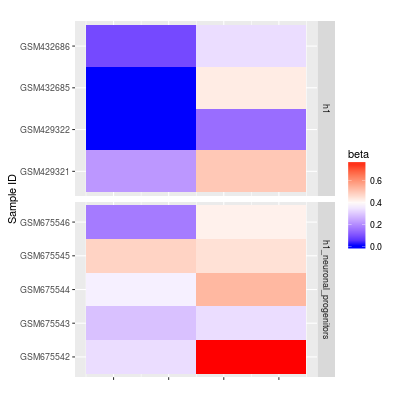 GSM432686
GSM432685
GSM429322
GSM429321
h1
GSM675546
GSM675545
GSM675544
GSM675543
GSM675542
h1_neuronal_progenitors
Sample ID
beta
0.6
0.4
0.2
0.0